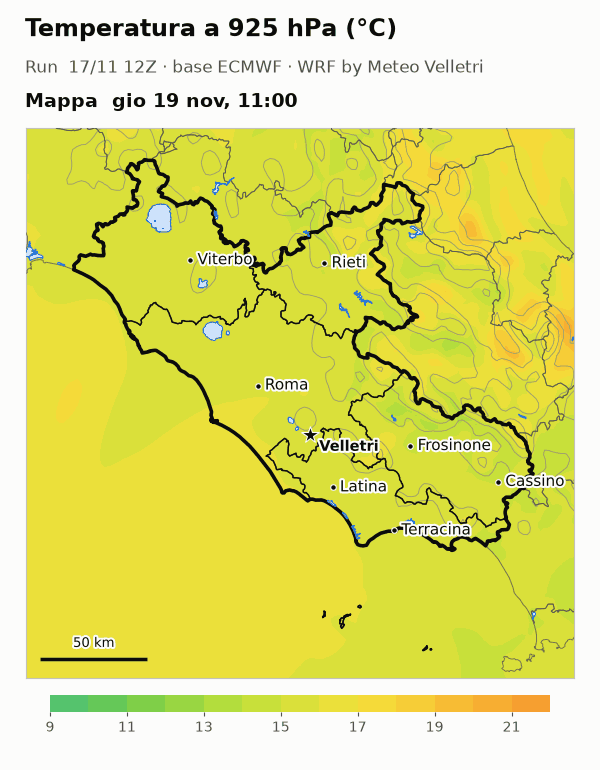 Temperatura a 925 hPa (°C)
Run  17/11 12Z · base ECMWF · WRF by Meteo Velletri
Mappa  gio 19 nov, 11:00
Viterbo
Rieti
Roma
Velletri
Frosinone
Cassino
Latina
Terracina
50 km
9 11 13 15 17 19 21